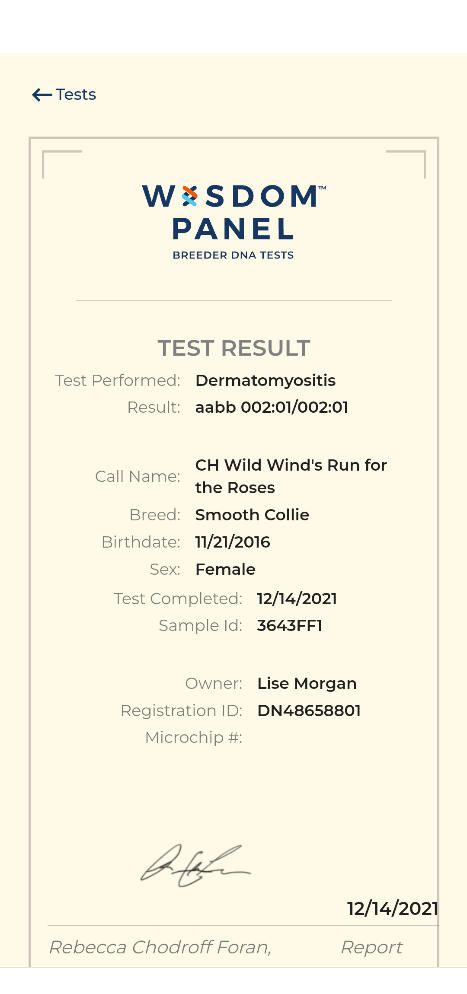 ← Tests
WISDOM™
PANEL
BREEDER DNA TESTS
TEST RESULT
Test Performed: Dermatomyositis
Result: aabb 002:01/002:01
Call Name: CH Wild Wind's Run for
the Roses
Breed: Smooth Collie
Birthdate: 11/21/2016
Sex: Female
Test Completed: 12/14/2021
Sample Id: 3643FF1
Owner: Lise Morgan
Registration ID: DN48658801
Microchip #:
12/14/2021
Rebecca Chodroff Foran, Report